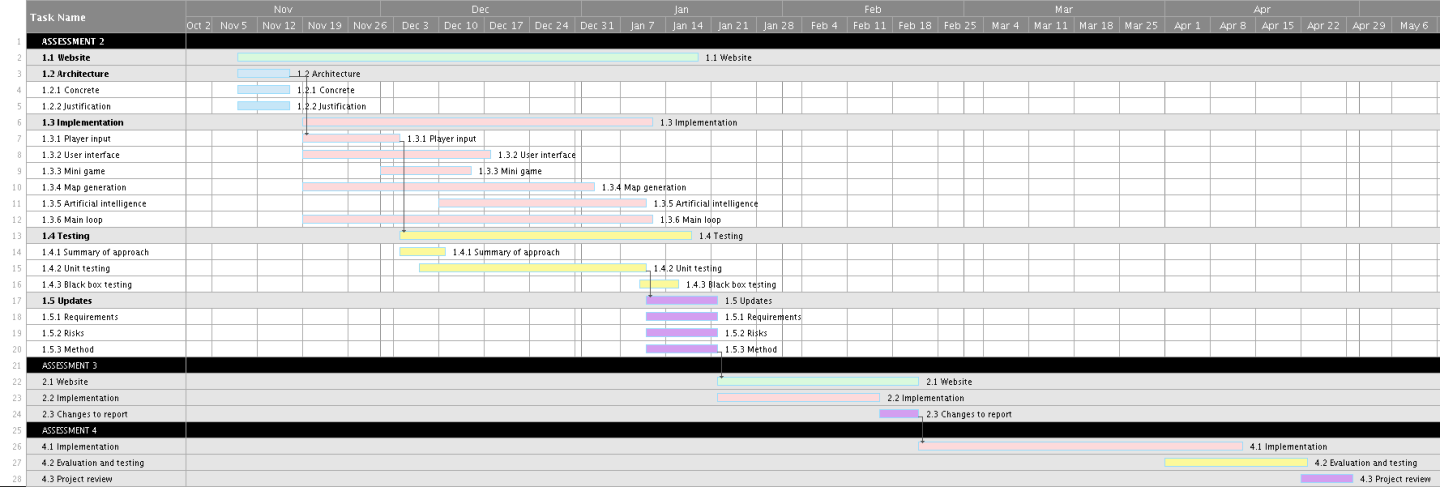 Task Name
Nov Dec Jan Feb Mar Apr
Oct 2 Nov 5 Nov 12 Nov 19 Nov 26 Dec 3 Dec 10 Dec 17 Dec 24 Dec 31 Jan 7 Jan 14 Jan 21 Jan 28 Feb 4 Feb 11 Feb 18 Feb 25 Mar 4 Mar 11 Mar 18 Mar 25 Apr 1 Apr 8 Apr 15 Apr 22 Apr 29 May 6
1 ASSESSMENT 2
2 1.1 Website 1.1 Website
3 1.2 Architecture 1.2 Architecture
4 1.2.1 Concrete 1.2.1 Concrete
5 1.2.2 Justification 1.2.2 Justification
6 1.3 Implementation 1.3 Implementation
7 1.3.1 Player input 1.3.1 Player input
8 1.3.2 User interface 1.3.2 User interface
9 1.3.3 Mini game 1.3.3 Mini game
10 1.3.4 Map generation 1.3.4 Map generation
11 1.3.5 Artificial intelligence 1.3.5 Artificial intelligence
12 1.3.6 Main loop 1.3.6 Main loop
13 1.4 Testing 1.4 Testing
14 1.4.1 Summary of approach 1.4.1 Summary of approach
15 1.4.2 Unit testing 1.4.2 Unit testing
16 1.4.3 Black box testing 1.4.3 Black box testing
17 1.5 Updates 1.5 Updates
18 1.5.1 Requirements 1.5.1 Requirements
19 1.5.2 Risks 1.5.2 Risks
20 1.5.3 Method 1.5.3 Method
21 ASSESSMENT 3
22 2.1 Website 2.1 Website
23 2.2 Implementation 2.2 Implementation
24 2.3 Changes to report 2.3 Changes to report
25 ASSESSMENT 4
26 4.1 Implementation 4.1 Implementation
27 4.2 Evaluation and testing 4.2 Evaluation and testing
28 4.3 Project review 4.3 Project review